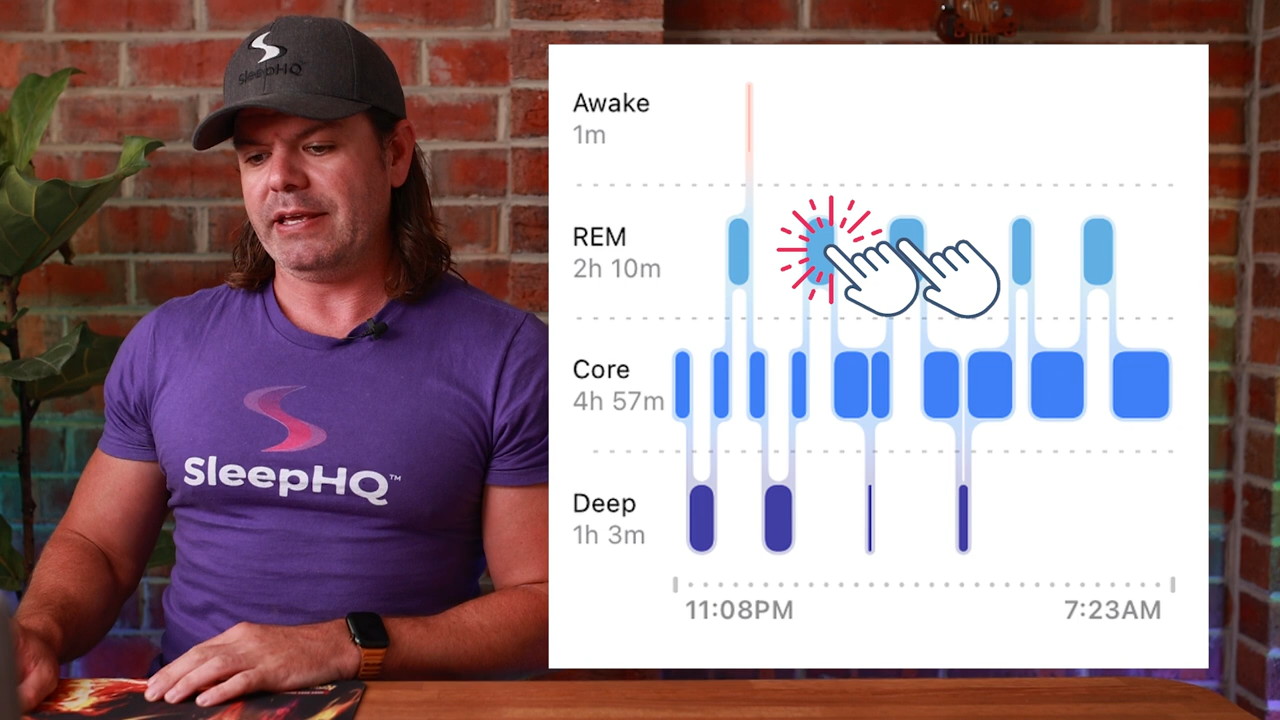 SleepHQ
SleepHQ™
Awake
1m
REM
2h 10m
Core
4h 57m
Deep
1h 3m
11:08PM
7:23AM